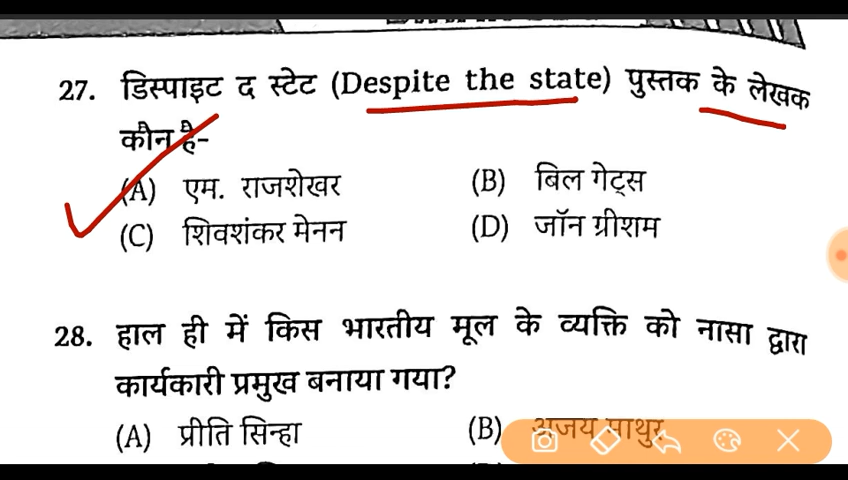 27. डिस्पाइट द स्टेट (Despite the state) पुस्तक के लेखक
कौन है-
(A) एम. राजशेखर (B) बिल गेट्स
(C) शिवशंकर मेनन (D) जॉन ग्रीशम
28. हाल ही में किस भारतीय मूल के व्यक्ति को नासा द्वारा
कार्यकारी प्रमुख बनाया गया?
(A) प्रीति सिन्हा (B) अजय माथुर